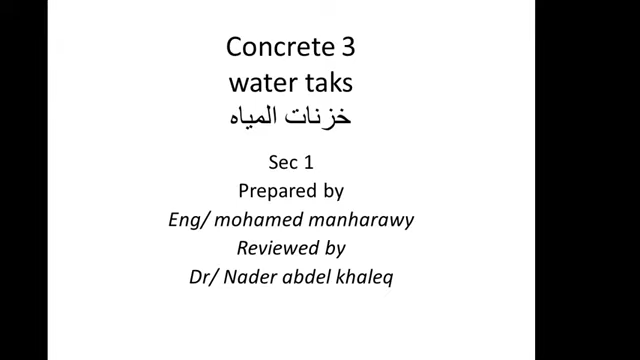 Concrete 3
water taks
خزنات المياه
Sec 1
Prepared by
Eng/ mohamed manharawy
Reviewed by
Dr/ Nader abdel khaleq